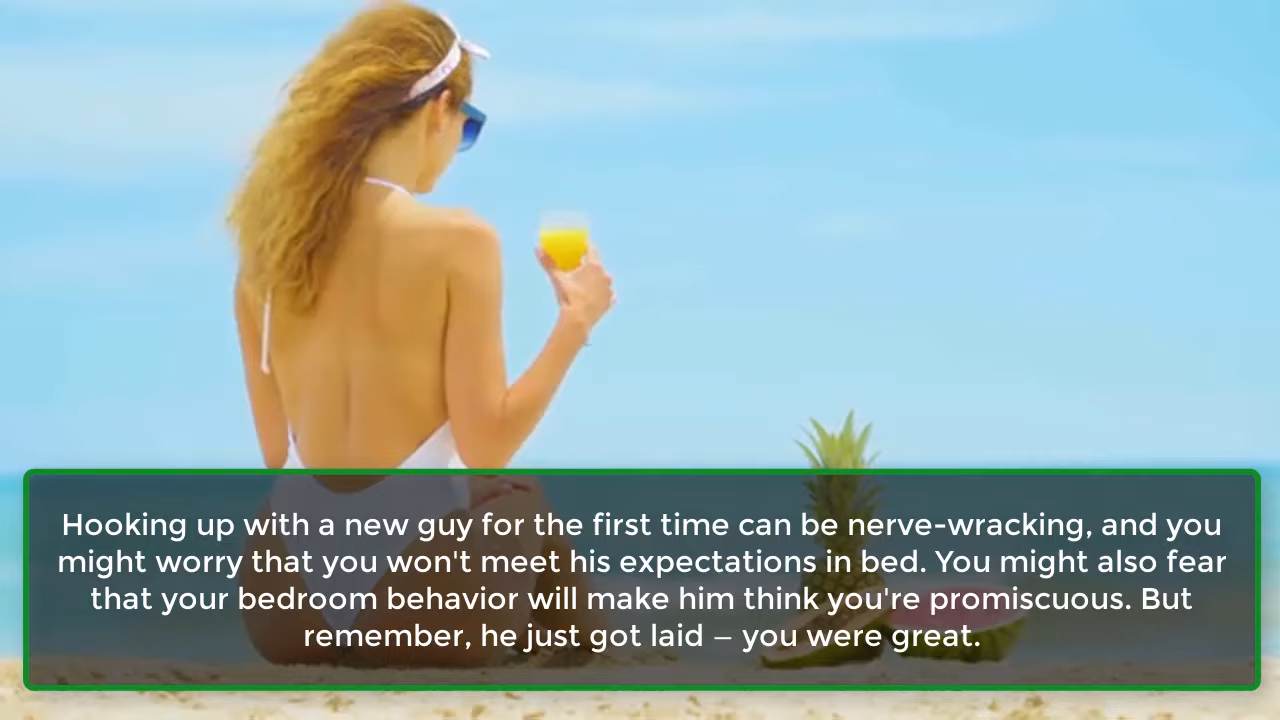 Hooking up with a new guy for the first time can be nerve-wracking, and you
might worry that you won't meet his expectations in bed. You might also fear
that your bedroom behavior will make him think you're promiscuous. But
remember, he just got laid – you were great.